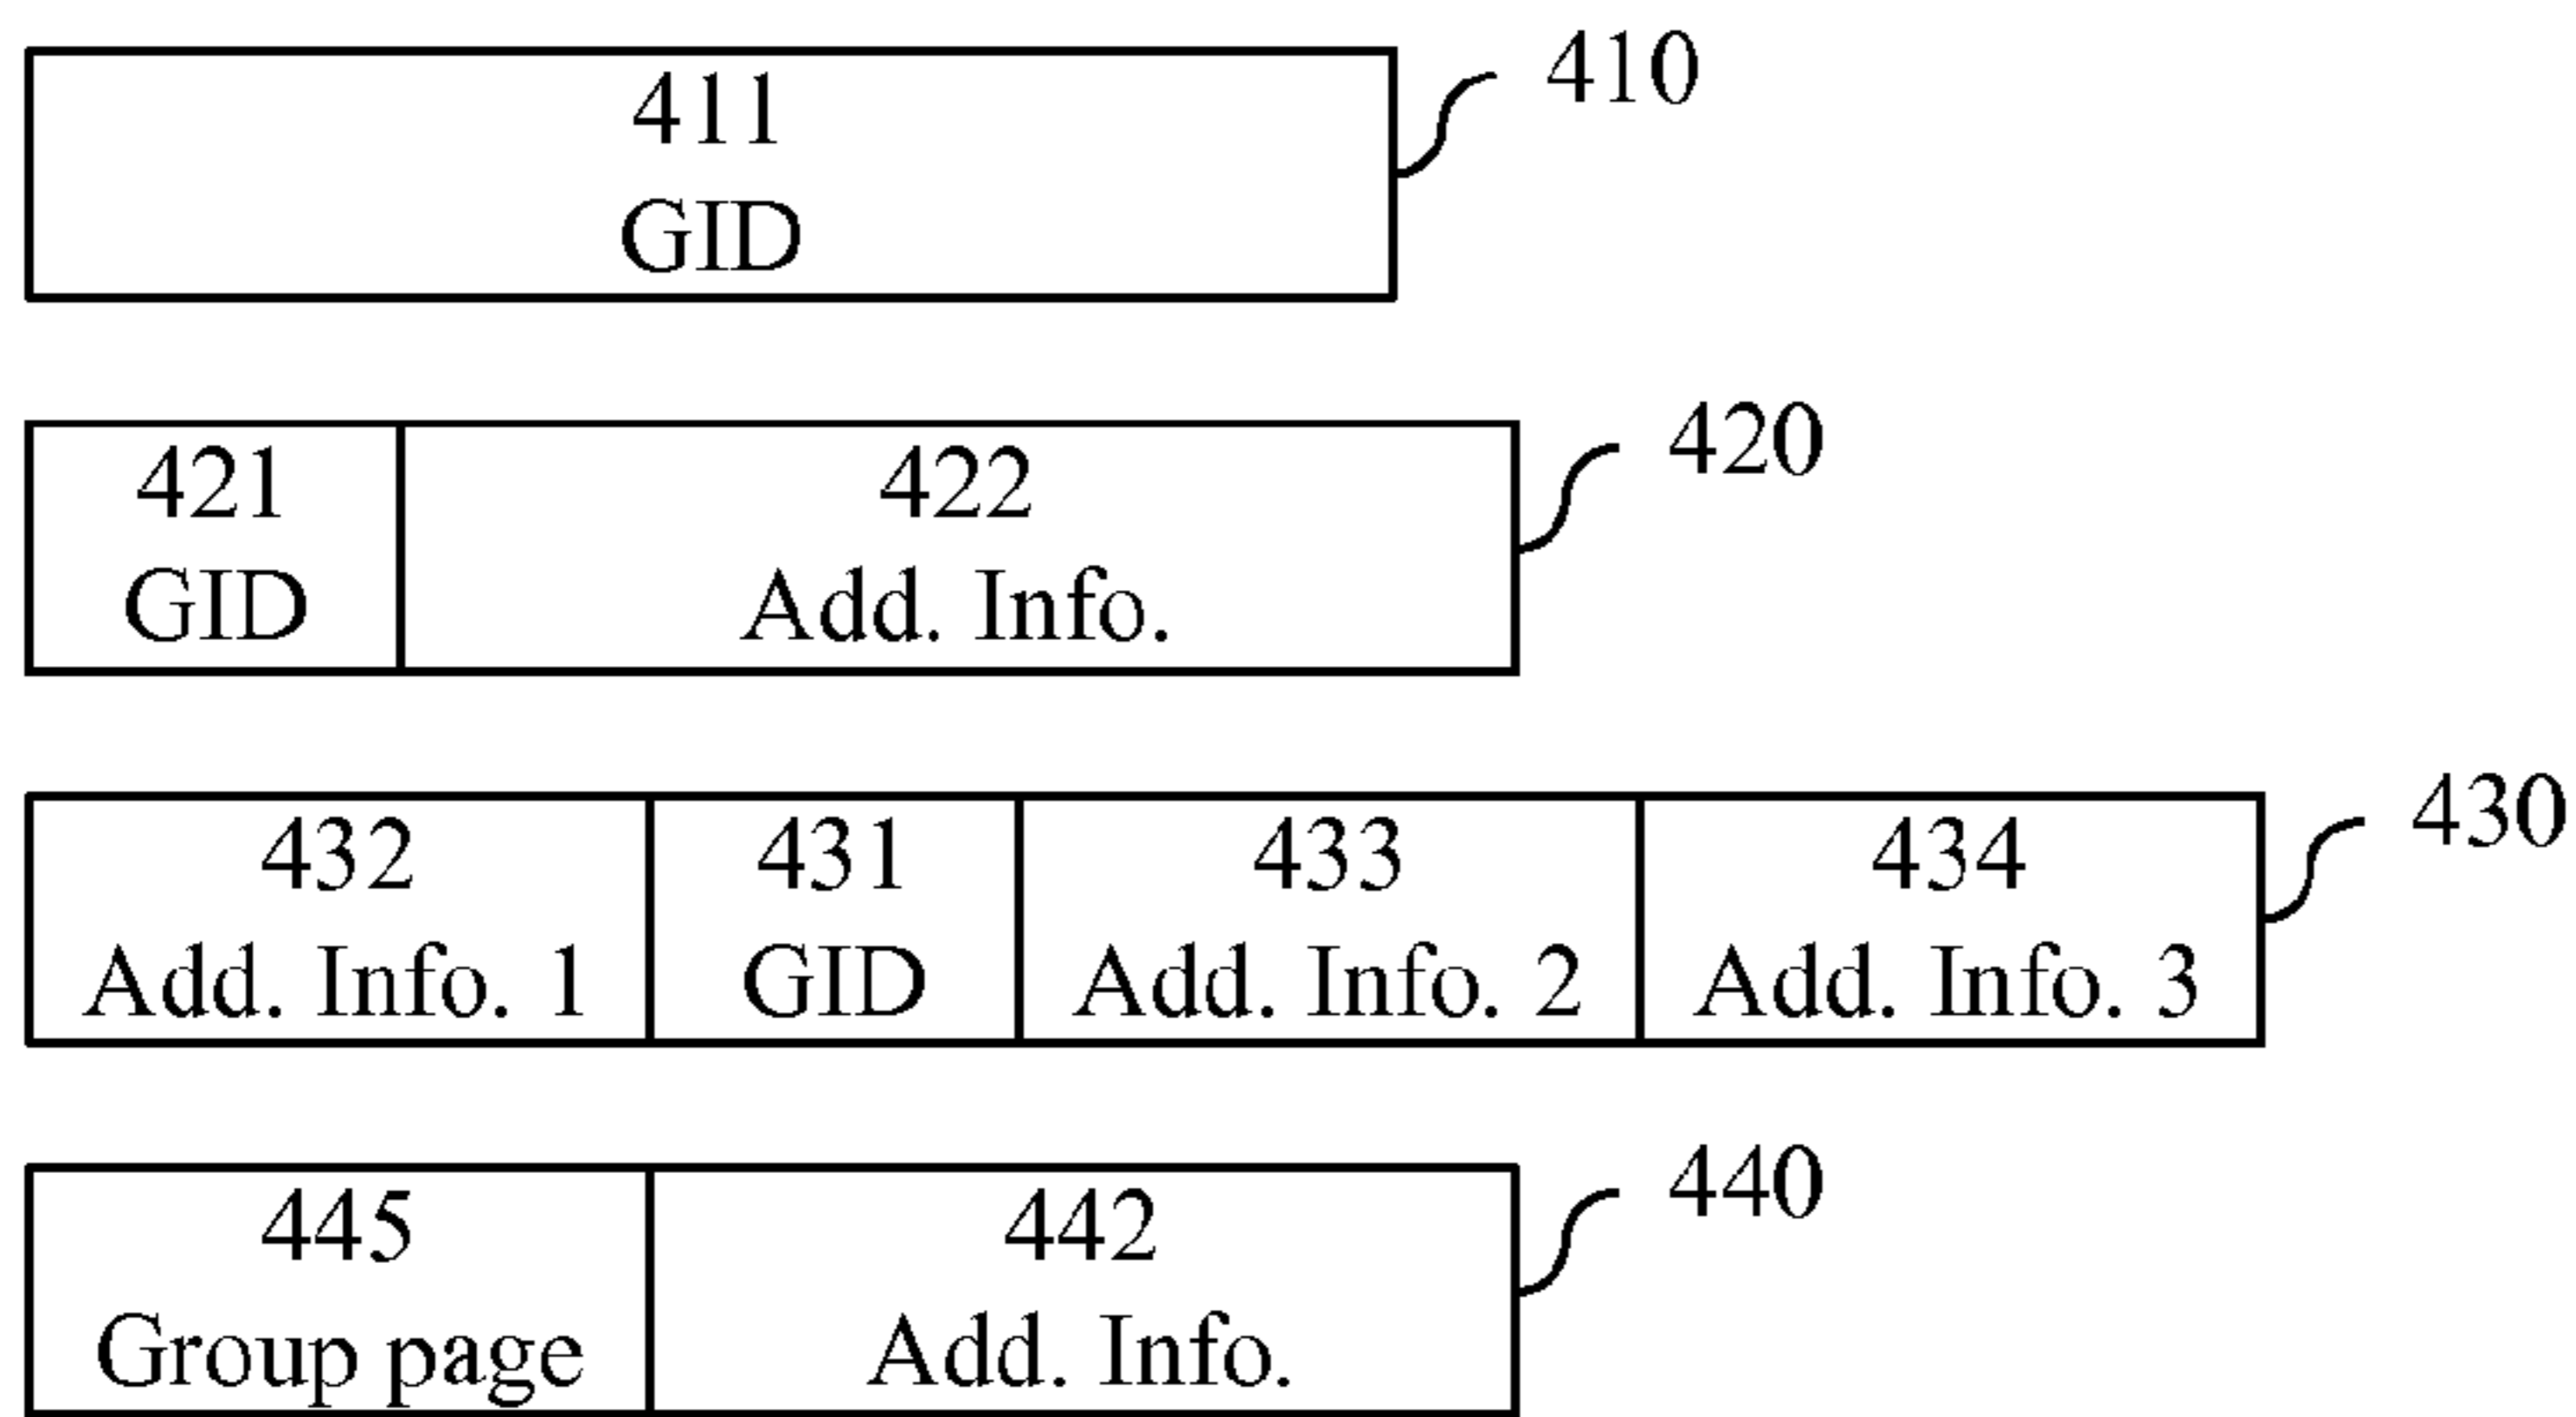 411
GID
410
421
GID
422
Add. Info.
420
432
Add. Info. 1
431
GID
433
Add. Info. 2
434
Add. Info. 3
430
445
Group page
442
Add. Info.
440